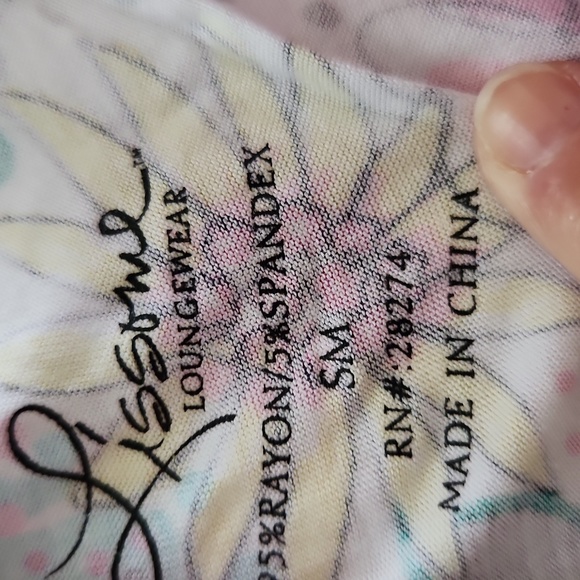 Lissome™
LOUNGEWEAR
95%RAYON/5%SPANDEX
SM
RN#:28274
MADE IN CHINA